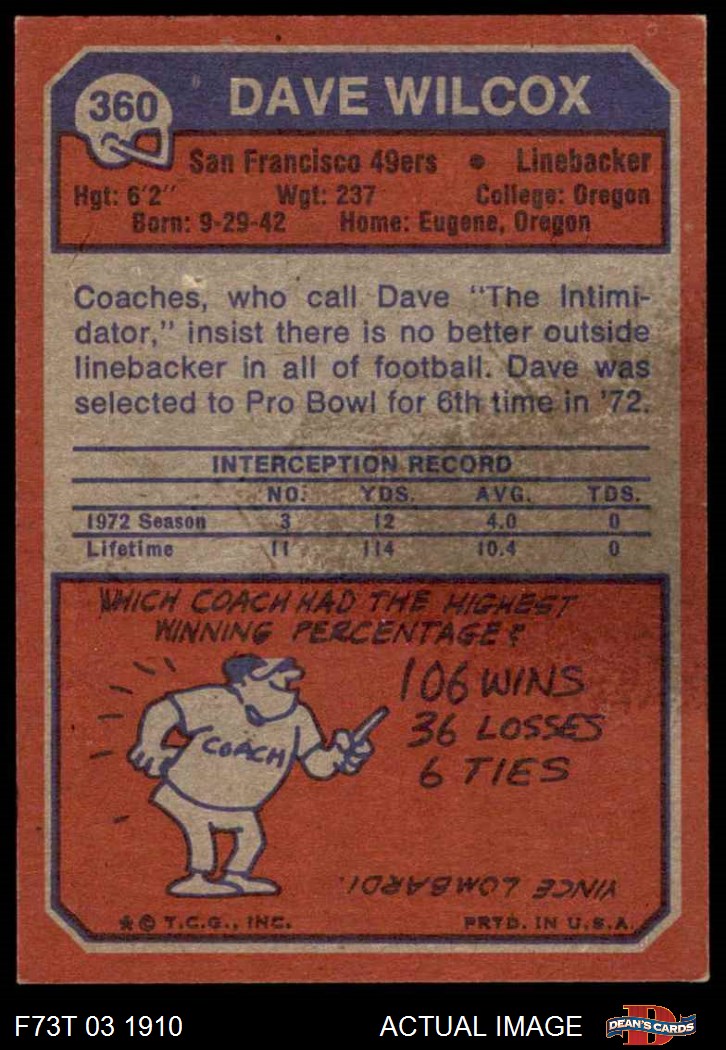 360 DAVE WILCOX
San Francisco 49ers • Linebacker
Hgt: 6'2" Wgt: 237 College: Oregon
Born: 9-29-42 Home: Eugene, Oregon
Coaches, who call Dave "The Intimi-
dator," insist there is no better outside
linebacker in all of football. Dave was
selected to Pro Bowl for 6th time in '72.
INTERCEPTION RECORD
NO. YDS. AVG. TDS.
1972 Season 3 12 4.0 0
Lifetime 11 114 10.4 0
WHICH COACH HAD THE HIGHEST
WINNING PERCENTAGE?
106 WINS
36 LOSSES
6 TIES
COACH
VINCE LOMBARDI.
* © T.C.G., INC. PRTD. IN U.S.A.
F73T 03 1910 ACTUAL IMAGE D DEAN'S CARDS